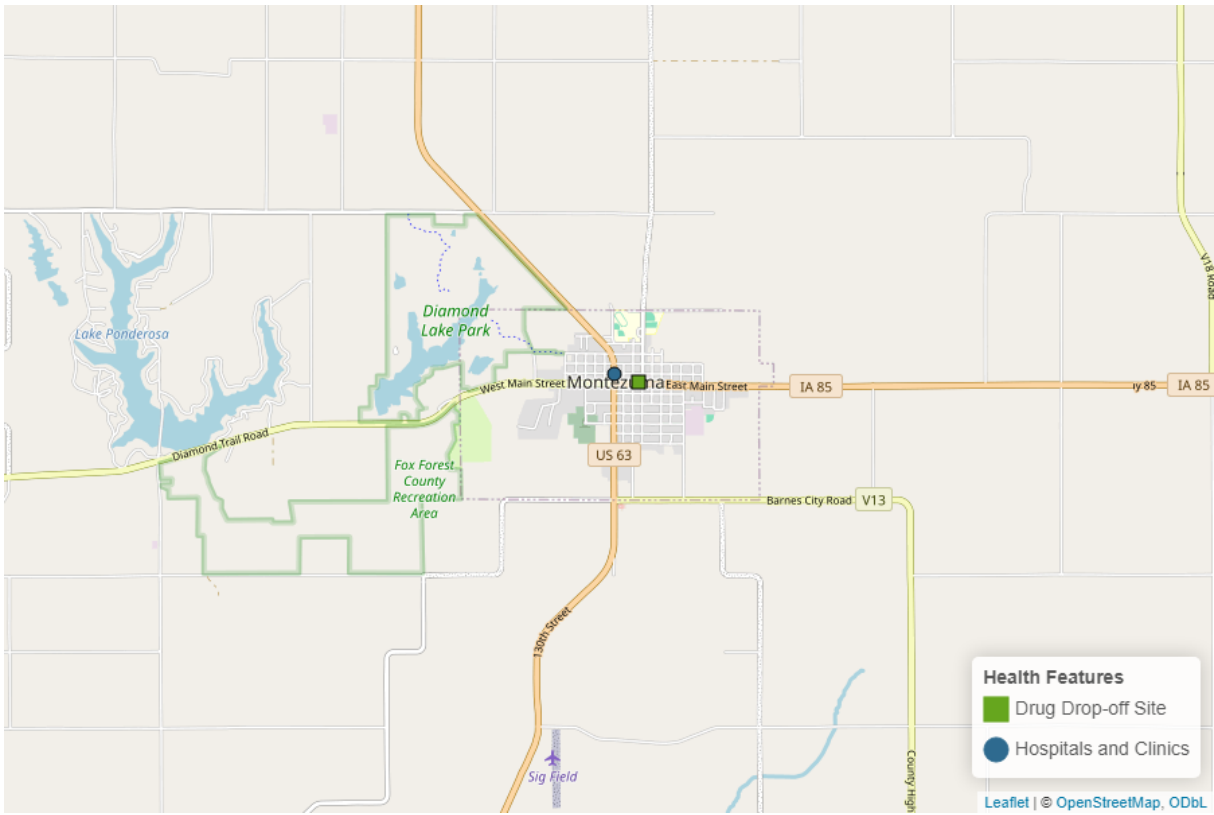 V18 Road
Lake Ponderosa
Diamond
Lake Park
West Main Street
Montezuma
East Main Street
IA 85
IA 85
Diamond Trail Road
US 63
Fox Forest
County
Recreation
Area
Barnes City Road
V13
130th Street
Sig Field
County High
Health Features
Drug Drop-off Site
Hospitals and Clinics
Leaflet | © OpenStreetMap, ODbL